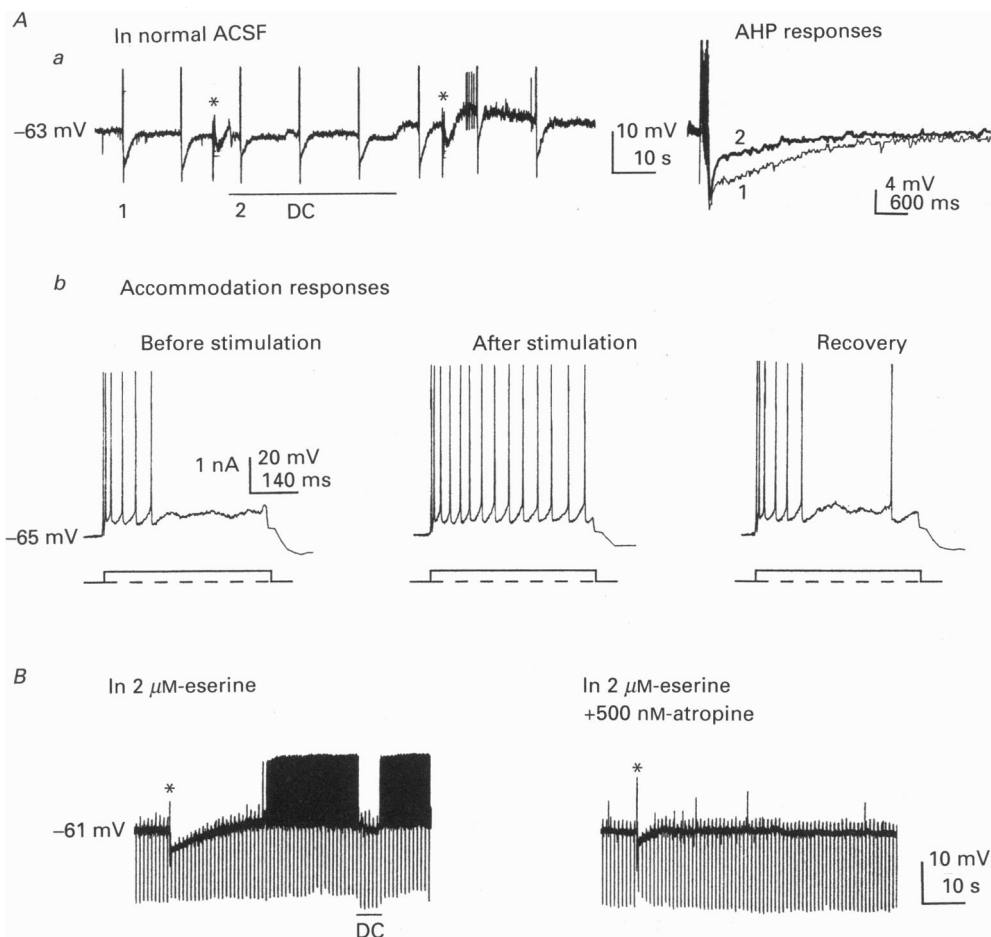 A
a
In normal ACSF
AHP responses
*
*
–63 mV
10 mV
10 s
1
2
DC
2
1
4 mV
600 ms
b
Accommodation responses
Before stimulation
After stimulation
Recovery
1 nA
20 mV
140 ms
–65 mV
B
In 2 μM-eserine
In 2 μM-eserine
+500 nM-atropine
*
*
–61 mV
DC
10 mV
10 s